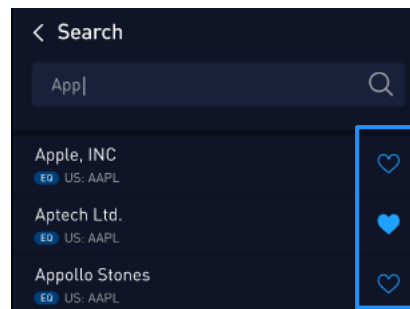 Search
App
Apple, INC
EQ US: AAPL
Aptech Ltd.
EQ US: AAPL
Appollo Stones
EQ US: AAPL